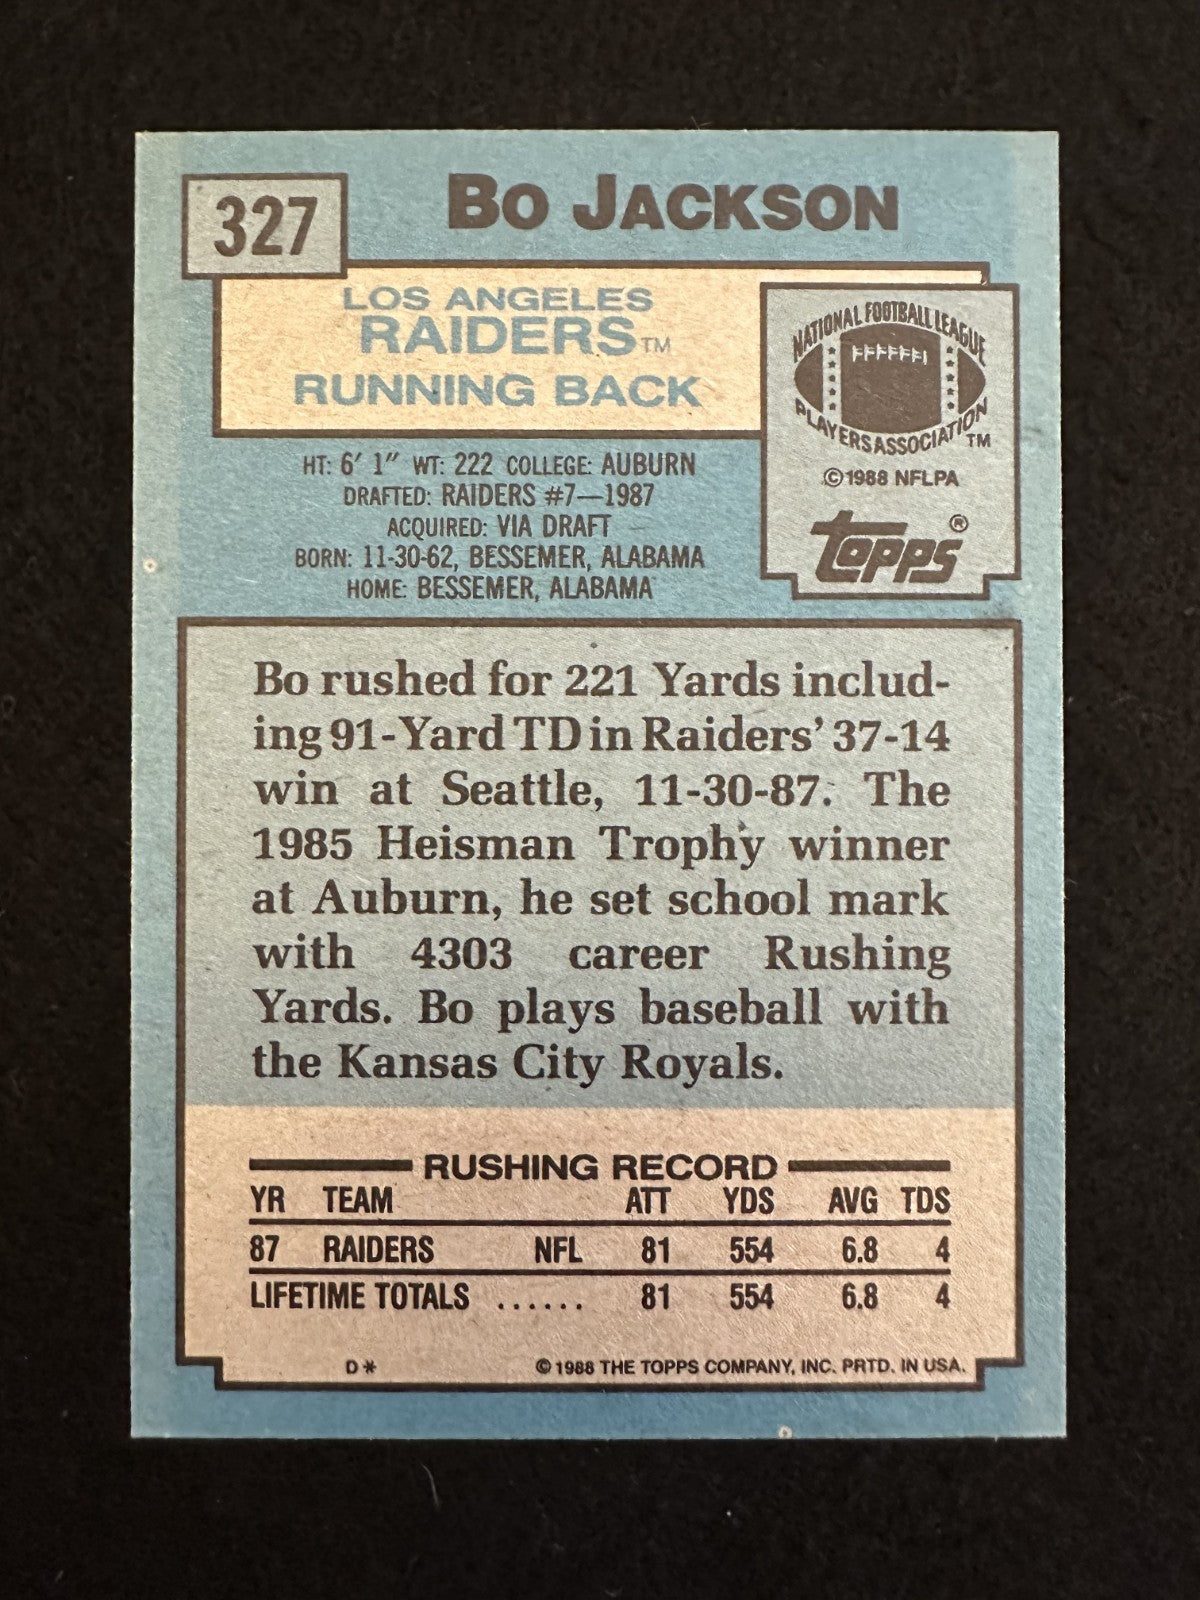 327
BO JACKSON
LOS ANGELES
RAIDERS™
RUNNING BACK
NATIONAL FOOTBALL LEAGUE
PLAYERS ASSOCIATION™
©1988 NFLPA
topps®
HT: 6' 1" WT: 222 COLLEGE: AUBURN
DRAFTED: RAIDERS #7—1987
ACQUIRED: VIA DRAFT
BORN: 11-30-62, BESSEMER, ALABAMA
HOME: BESSEMER, ALABAMA
Bo rushed for 221 Yards includ-
ing 91-Yard TD in Raiders' 37-14
win at Seattle, 11-30-87. The
1985 Heisman Trophy winner
at Auburn, he set school mark
with 4303 career Rushing
Yards. Bo plays baseball with
the Kansas City Royals.
RUSHING RECORD
YR TEAM ATT YDS AVG TDS
87 RAIDERS NFL 81 554 6.8 4
LIFETIME TOTALS ...... 81 554 6.8 4
D* ©1988 THE TOPPS COMPANY, INC. PRTD. IN USA.